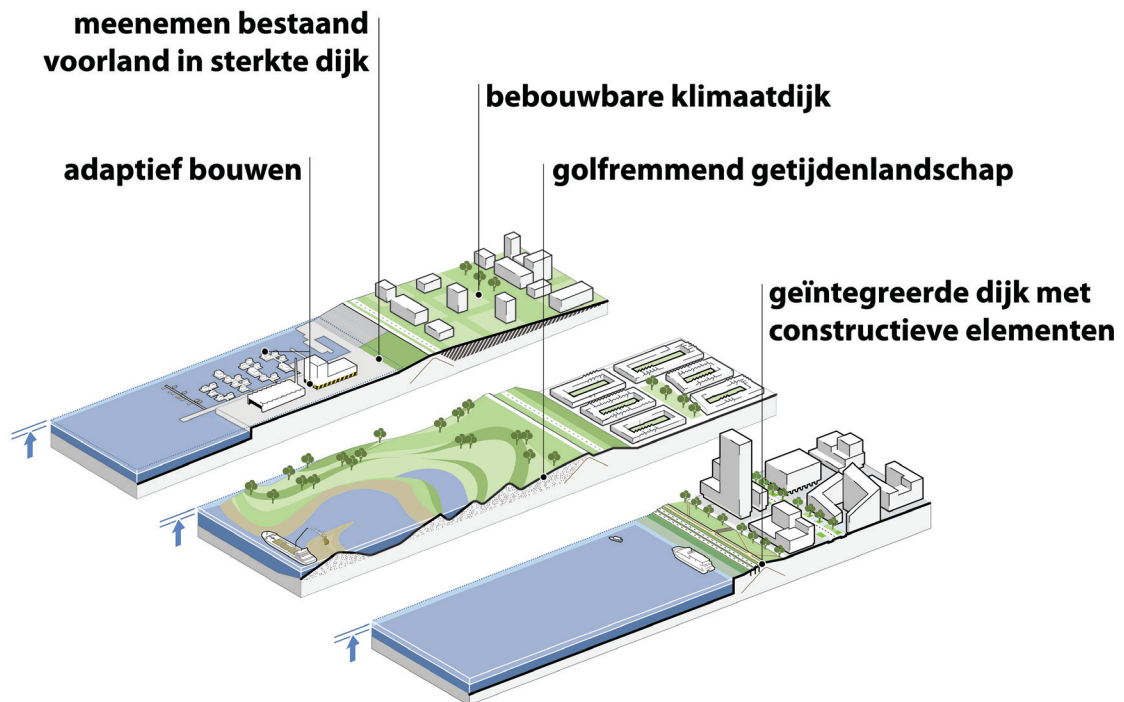 meenemen bestaand
voorland in sterkte dijk
bebouwbare klimaatdijk
adaptief bouwen
golfremmend getijdenlandschap
geïntegreerde dijk met
constructieve elementen